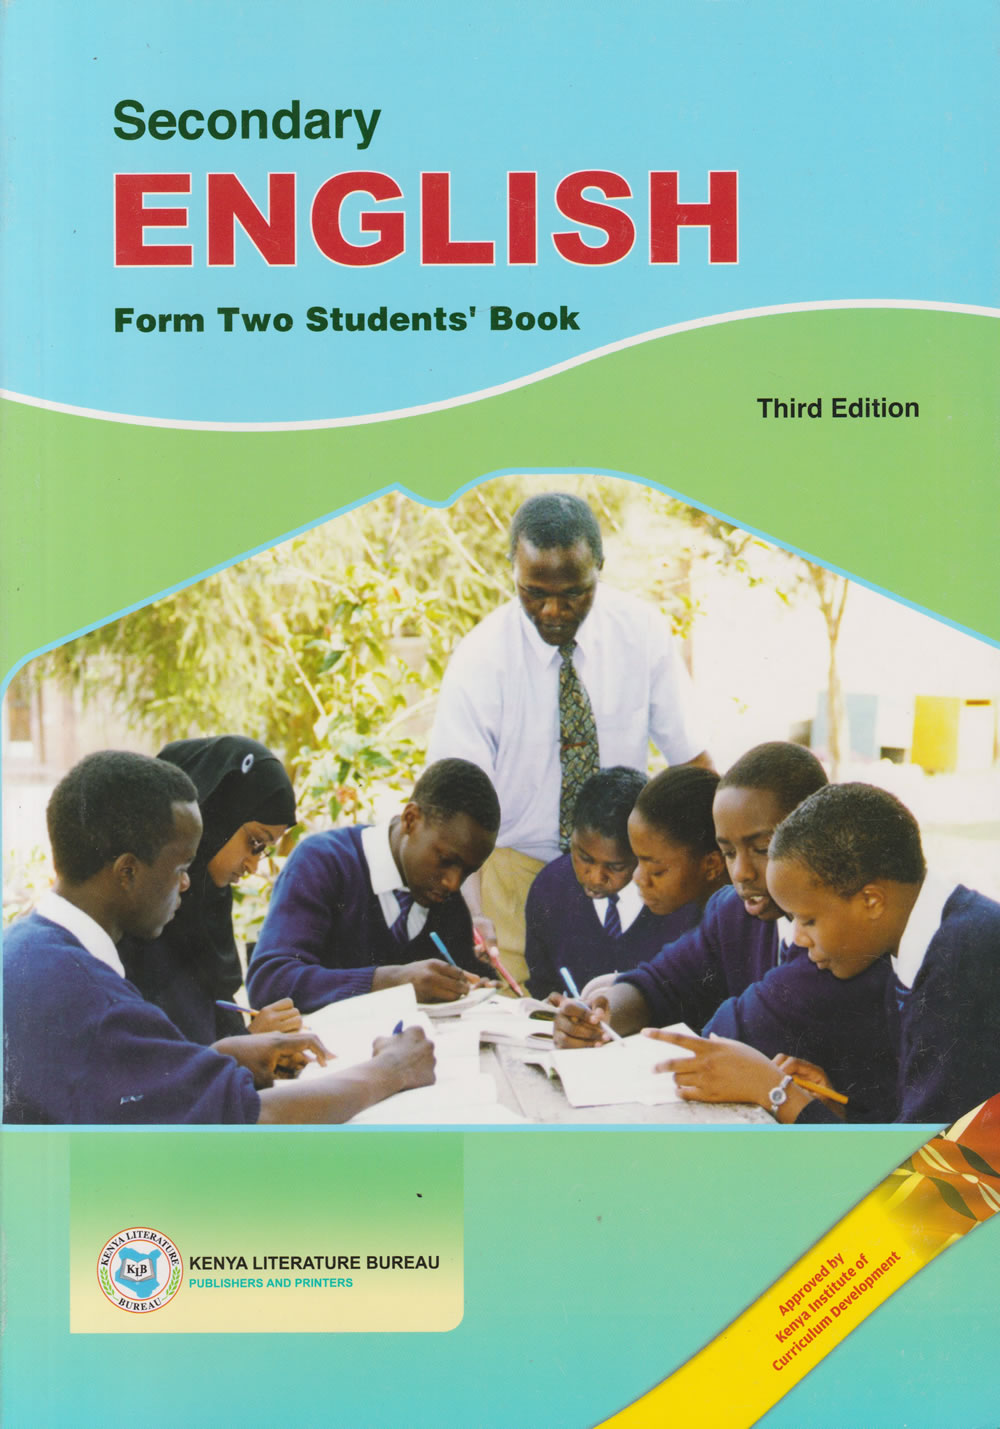 Secondary
ENGLISH
Form Two Students' Book
Third Edition
KENYA LITERATURE BUREAU
KLB
KENYA LITERATURE BUREAU
PUBLISHERS AND PRINTERS
Approved by
Kenya Institute of
Curriculum Development